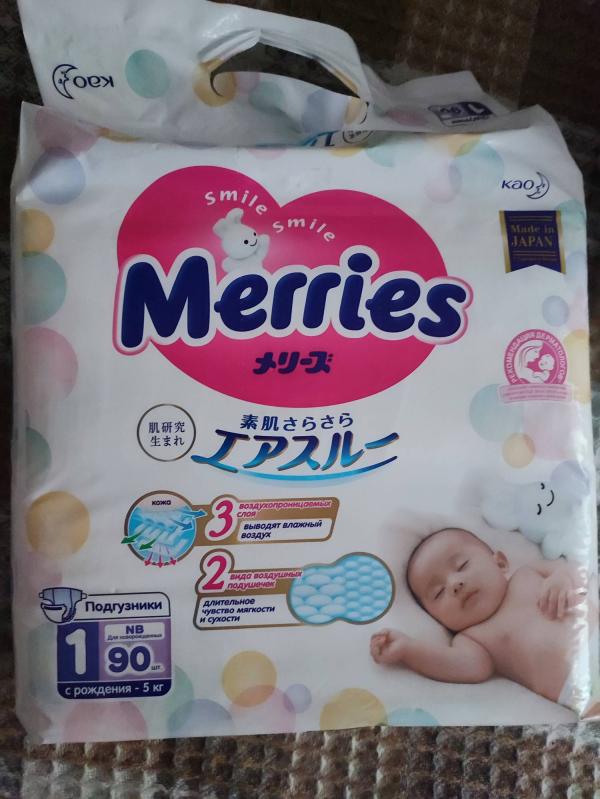 Kao
Smile Smile
Kao
Made in
JAPAN
Merries
メリーズ
РЕКОМЕНДАЦИЯ ДЕРМАТОЛОГОВ
肌研究
生まれ
素肌さらさら
エアスルー
кожа
3 воздухопроницаемых
слоя
выводят влажный
воздух
2 вида воздушных
подушечек
длительное
чувство мягкости
и сухости
Подгузники
1
NB
Для новорожденных
90 шт.
с рождения - 5 кг